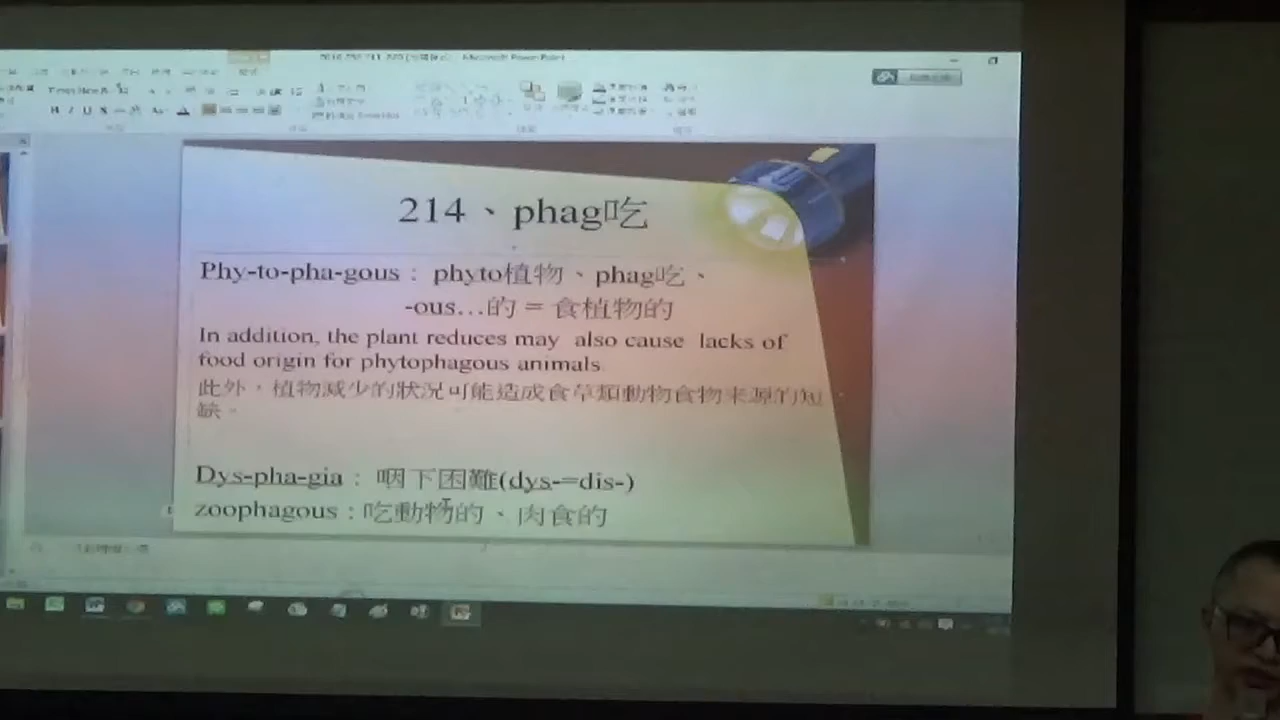 Microsoft PowerPoint
214、phag吃
Phy-to-pha-gous：phyto植物、phag吃、
-ous…的 = 食植物的
In addition, the plant reduces may also cause lacks of
food origin for phytophagous animals.
此外，植物減少的狀況可能造成食草類動物食物來源的短
缺。
Dys-pha-gia：咽下困難(dys-=dis-)
zoophagous：吃動物的、肉食的